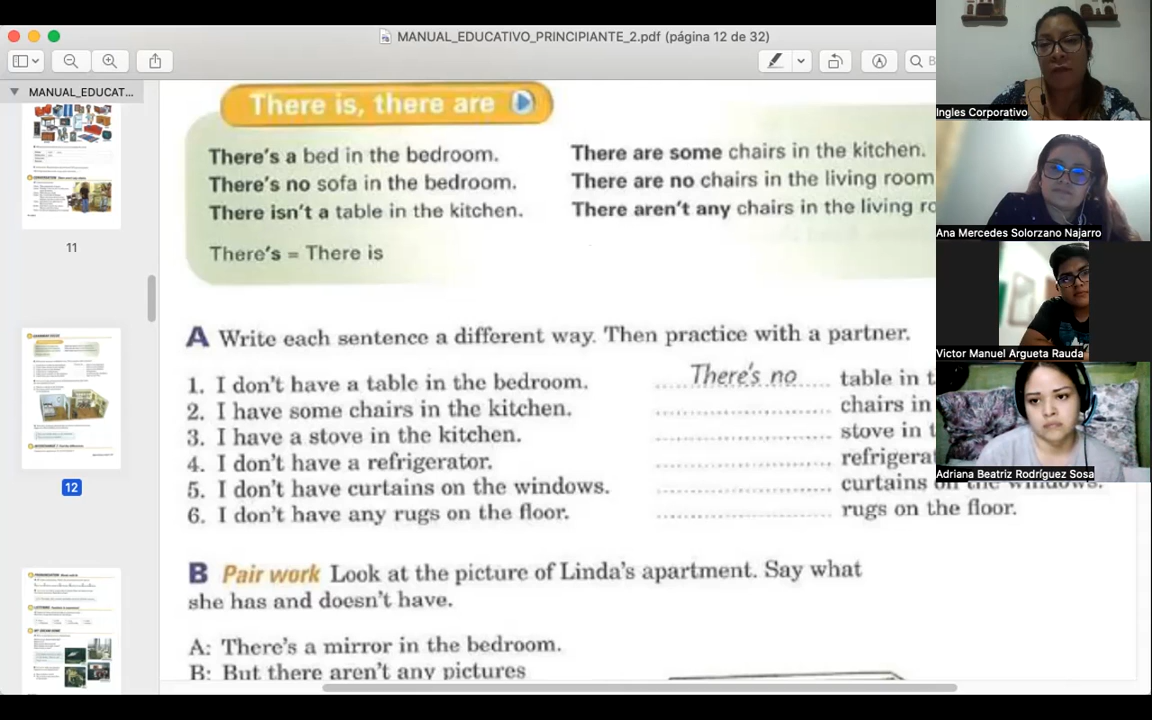 MANUAL_EDUCATIVO_PRINCIPIANTE_2.pdf (página 12 de 32)
MANUAL_EDUCAT...
11
12
There is, there are
There's a bed in the bedroom.
There's no sofa in the bedroom.
There isn't a table in the kitchen.
There's = There is
There are some chairs in the kitchen.
There are no chairs in the living room
There aren't any chairs in the living ro
A Write each sentence a different way. Then practice with a partner.
1. I don't have a table in the bedroom. There's no table in t
2. I have some chairs in the kitchen. chairs in
3. I have a stove in the kitchen. stove in t
4. I don't have a refrigerator. refrigerat
5. I don't have curtains on the windows. curtains on the windows.
6. I don't have any rugs on the floor. rugs on the floor.
B Pair work Look at the picture of Linda's apartment. Say what
she has and doesn't have.
A: There's a mirror in the bedroom.
B: But there aren't any pictures
Ingles Corporativo
Ana Mercedes Solorzano Najarro
Victor Manuel Argueta Rauda
Adriana Beatriz Rodríguez Sosa